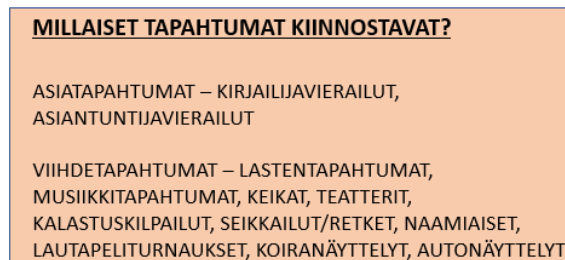 MILLAISET TAPAHTUMAT KIINNOSTAVAT?
ASIATAPAHTUMAT – KIRJAILIJAVIERAILUT,
ASIANTUNTIJAVIERAILUT
VIIHDETAPAHTUMAT – LASTENTAPAHTUMAT,
MUSIIKKITAPAHTUMAT, KEIKAT, TEATTERIT,
KALASTUSKILPAILUT, SEIKKAILUT/RETKET, NAAMIAISET,
LAUTAPELITURNAUKSET, KOIRANÄYTTELYT, AUTONÄYTTELYT